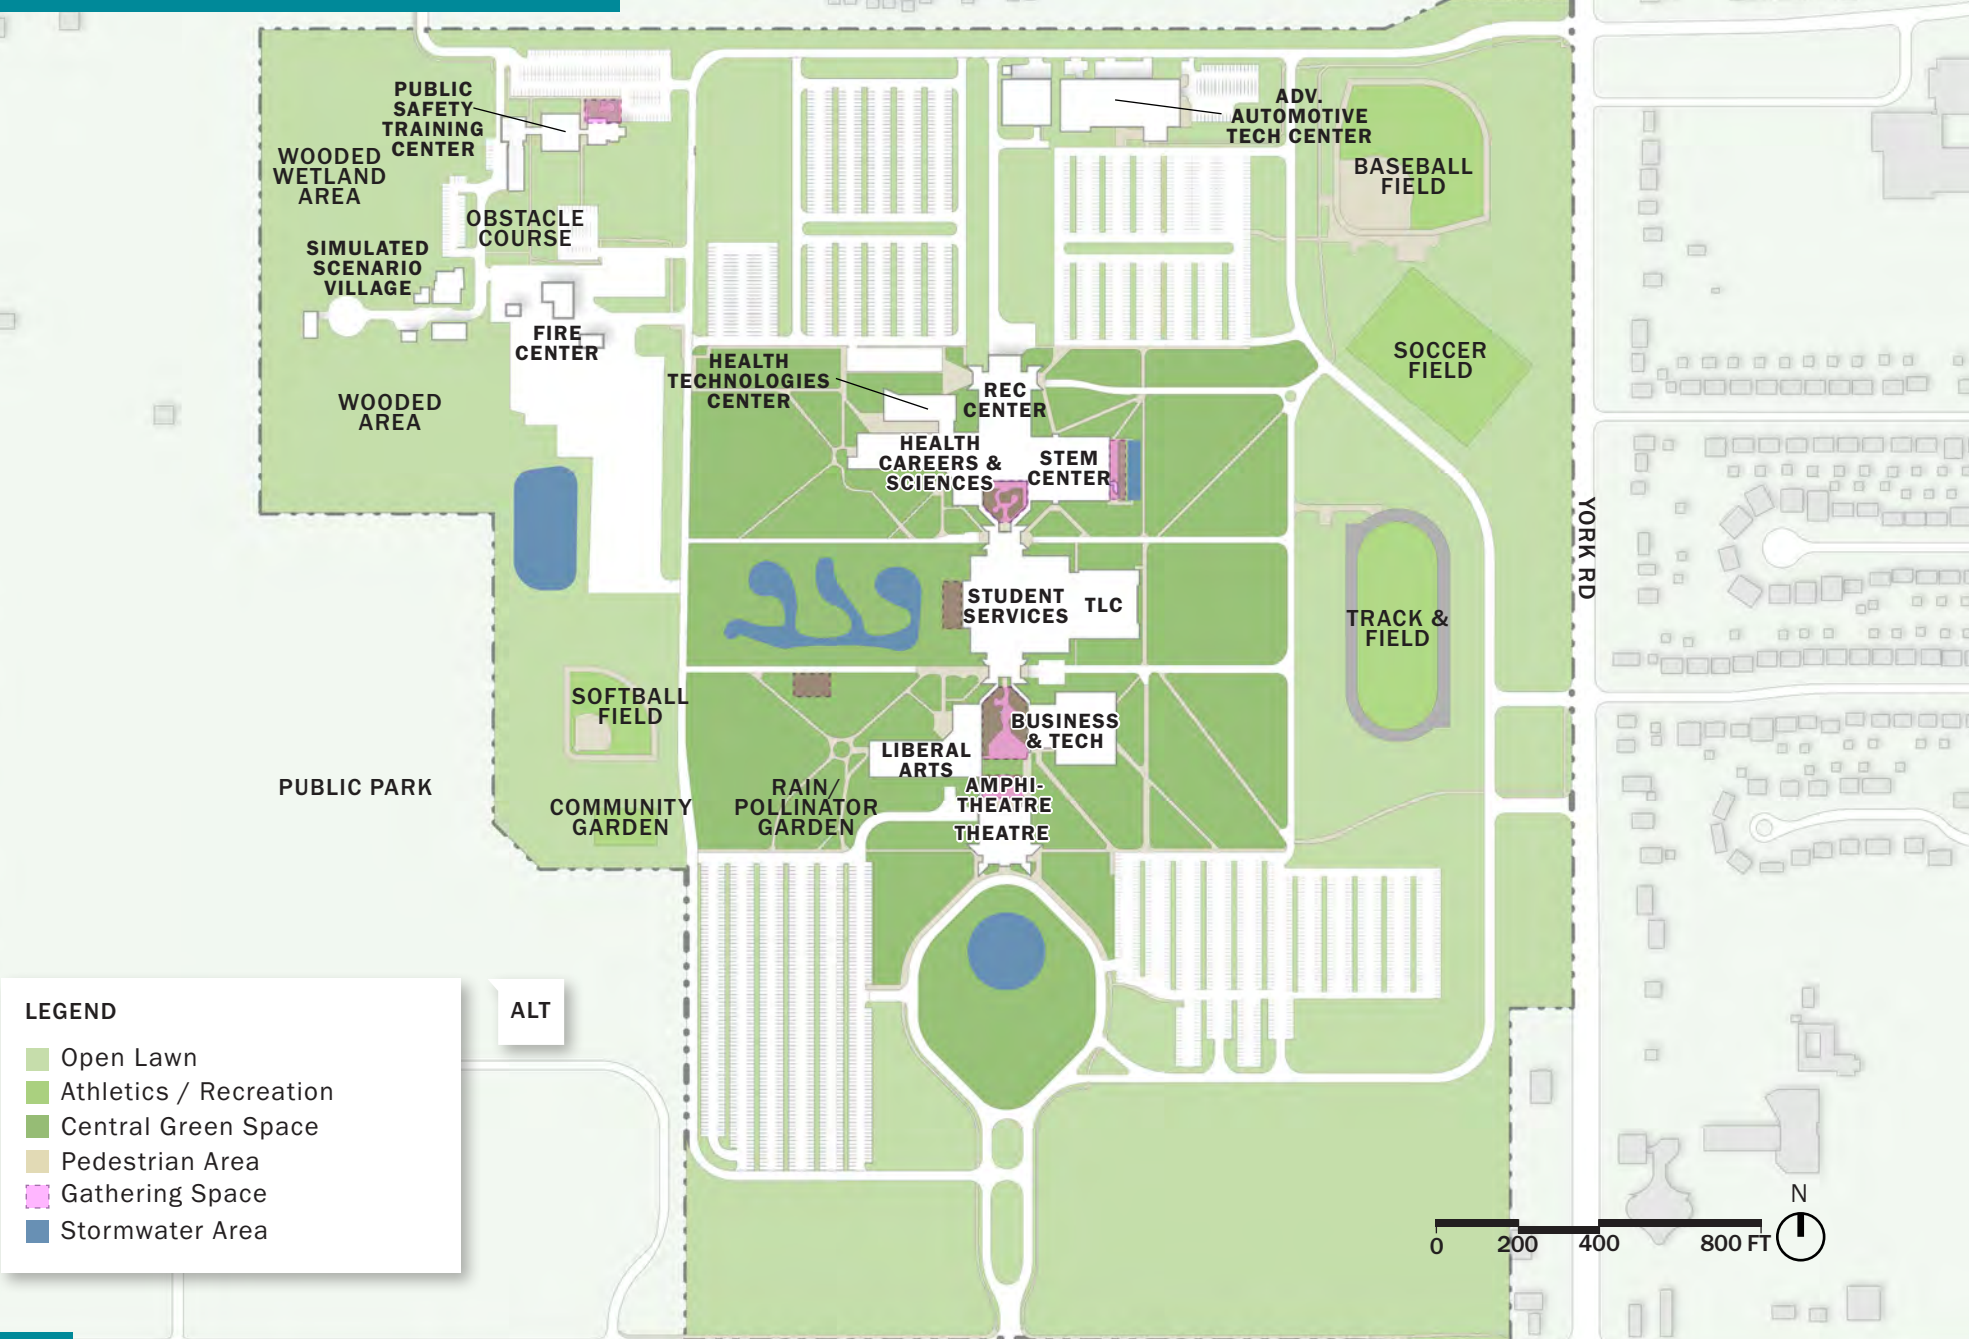 PUBLIC
SAFETY
TRAINING
CENTER
ADV.
AUTOMOTIVE
TECH CENTER
WOODED
WETLAND
AREA
BASEBALL
FIELD
OBSTACLE
COURSE
SIMULATED
SCENARIO
VILLAGE
FIRE
CENTER
HEALTH
TECHNOLOGIES
CENTER
REC
CENTER
SOCCER
FIELD
WOODED
AREA
HEALTH
CAREERS &
SCIENCES
STEM
CENTER
YORK RD
STUDENT
SERVICES
TLC
TRACK &
FIELD
SOFTBALL
FIELD
BUSINESS
& TECH
LIBERAL
ARTS
PUBLIC PARK
COMMUNITY
GARDEN
RAIN/
POLLINATOR
GARDEN
AMPHI-
THEATRE
THEATRE
LEGEND
Open Lawn
Athletics / Recreation
Central Green Space
Pedestrian Area
Gathering Space
Stormwater Area
ALT
N
0 200 400 800 FT